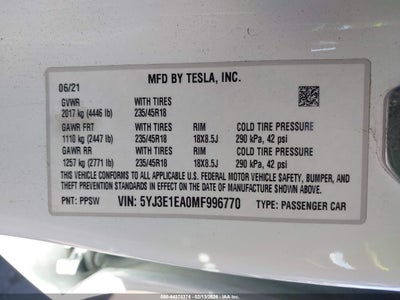 MFD BY TESLA, INC.
06/21
GVWR WITH TIRES
2017 kg (4446 lb) 235/45R18
GAWR FRT WITH TIRES RIM COLD TIRE PRESSURE
1110 kg (2447 lb) 235/45R18 18X8.5J 290 kPa, 42 psi
GAWR RR WITH TIRES RIM COLD TIRE PRESSURE
1257 kg (2771 lb) 235/45R18 18X8.5J 290 kPa, 42 psi
THIS VEHICLE CONFORMS TO ALL APPLICABLE U.S. FEDERAL MOTOR VEHICLE SAFETY, BUMPER, AND
THEFT PREVENTION STANDARDS IN EFFECT ON THE DATE OF MANUFACTURE SHOWN ABOVE.
PNT: PPSW VIN: 5YJ3E1EA0MF996770 TYPE: PASSENGER CAR